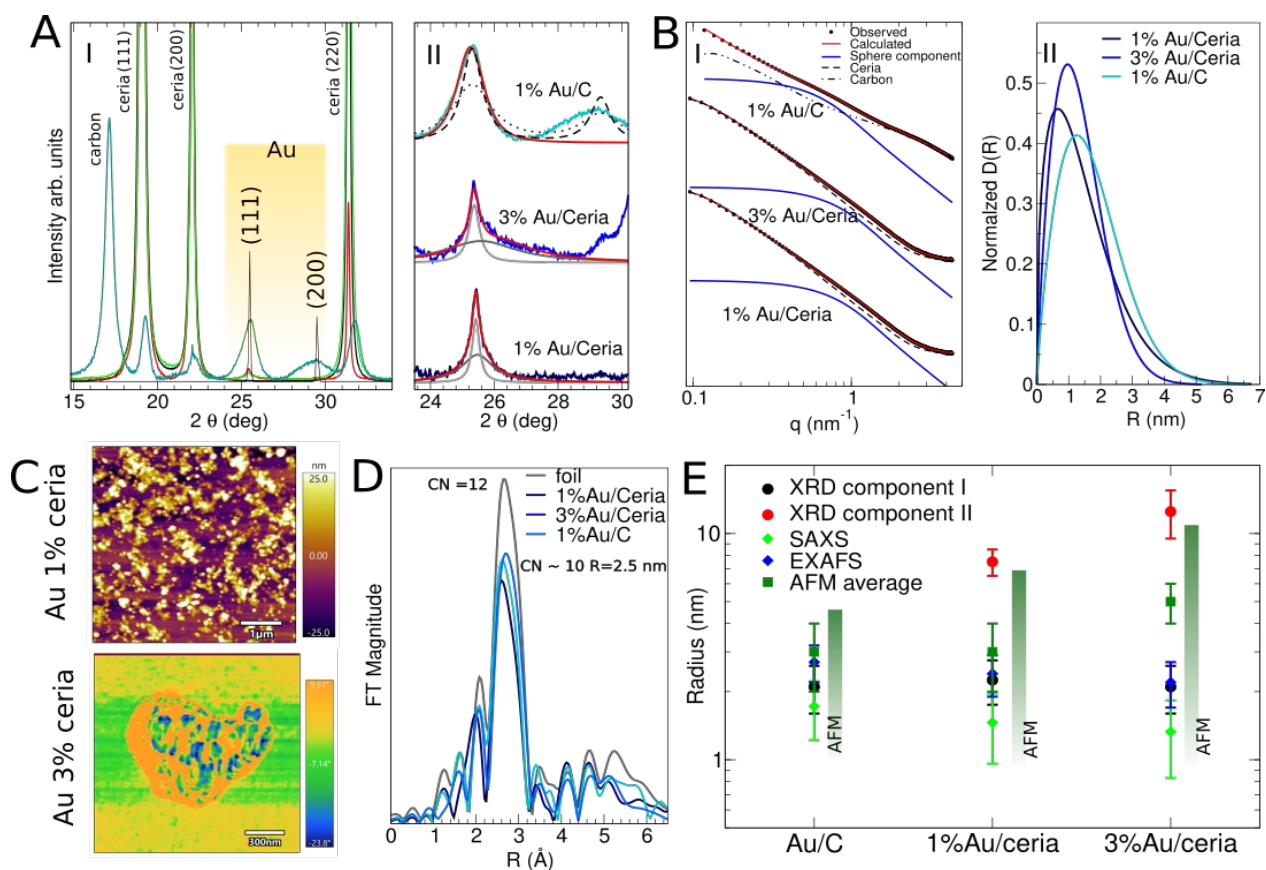 A
I
ceria (111)
ceria (200)
ceria (220)
carbon
Au
(111)
(200)
Intensity arb. units
15
20
25
30
2 θ (deg)
II
1% Au/C
3% Au/Ceria
1% Au/Ceria
24
26
28
30
2 θ (deg)
B
I
Observed
Calculated
Sphere component
Ceria
Carbon
1% Au/C
3% Au/Ceria
1% Au/Ceria
0.1
1
q (nm-1)
II
1% Au/Ceria
3% Au/Ceria
1% Au/C
Normalized D(R)
0.5
0.4
0.3
0.2
0.1
0
0 1 2 3 4 5 6 7
R (nm)
C
Au 1% ceria
nm
25.0
0.00
-25.0
1μm
Au 3% ceria
9.51°
-7.14°
-23.8°
300nm
D
CN =12
foil
1%Au/Ceria
3%Au/Ceria
1%Au/C
CN ~ 10 R=2.5 nm
FT Magnitude
0 1 2 3 4 5 6
R (Å)
E
XRD component I
XRD component II
SAXS
EXAFS
AFM average
Radius (nm)
10
1
AFM
AFM
AFM
Au/C
1%Au/ceria
3%Au/ceria